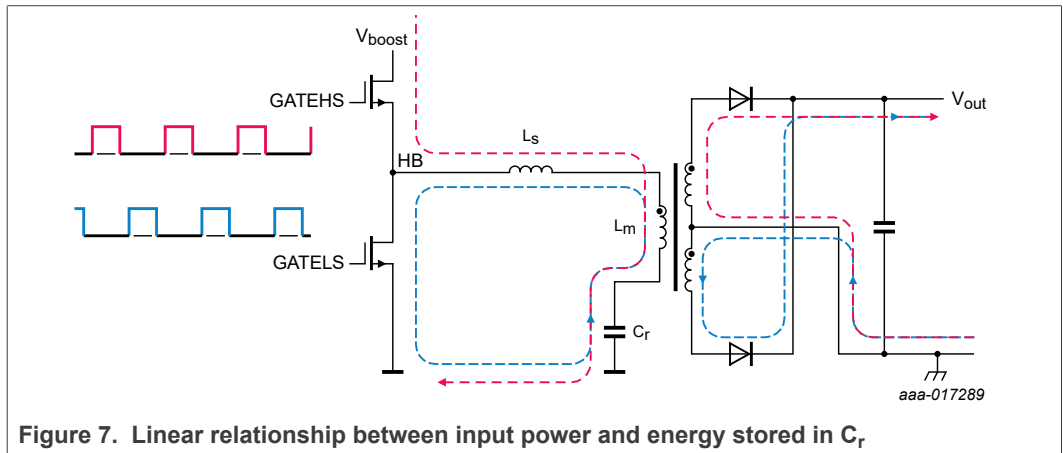 Vboost
GATEHS
Vout
Ls
HB
Lm
GATELS
Cr
aaa-017289
Figure 7. Linear relationship between input power and energy stored in Cr